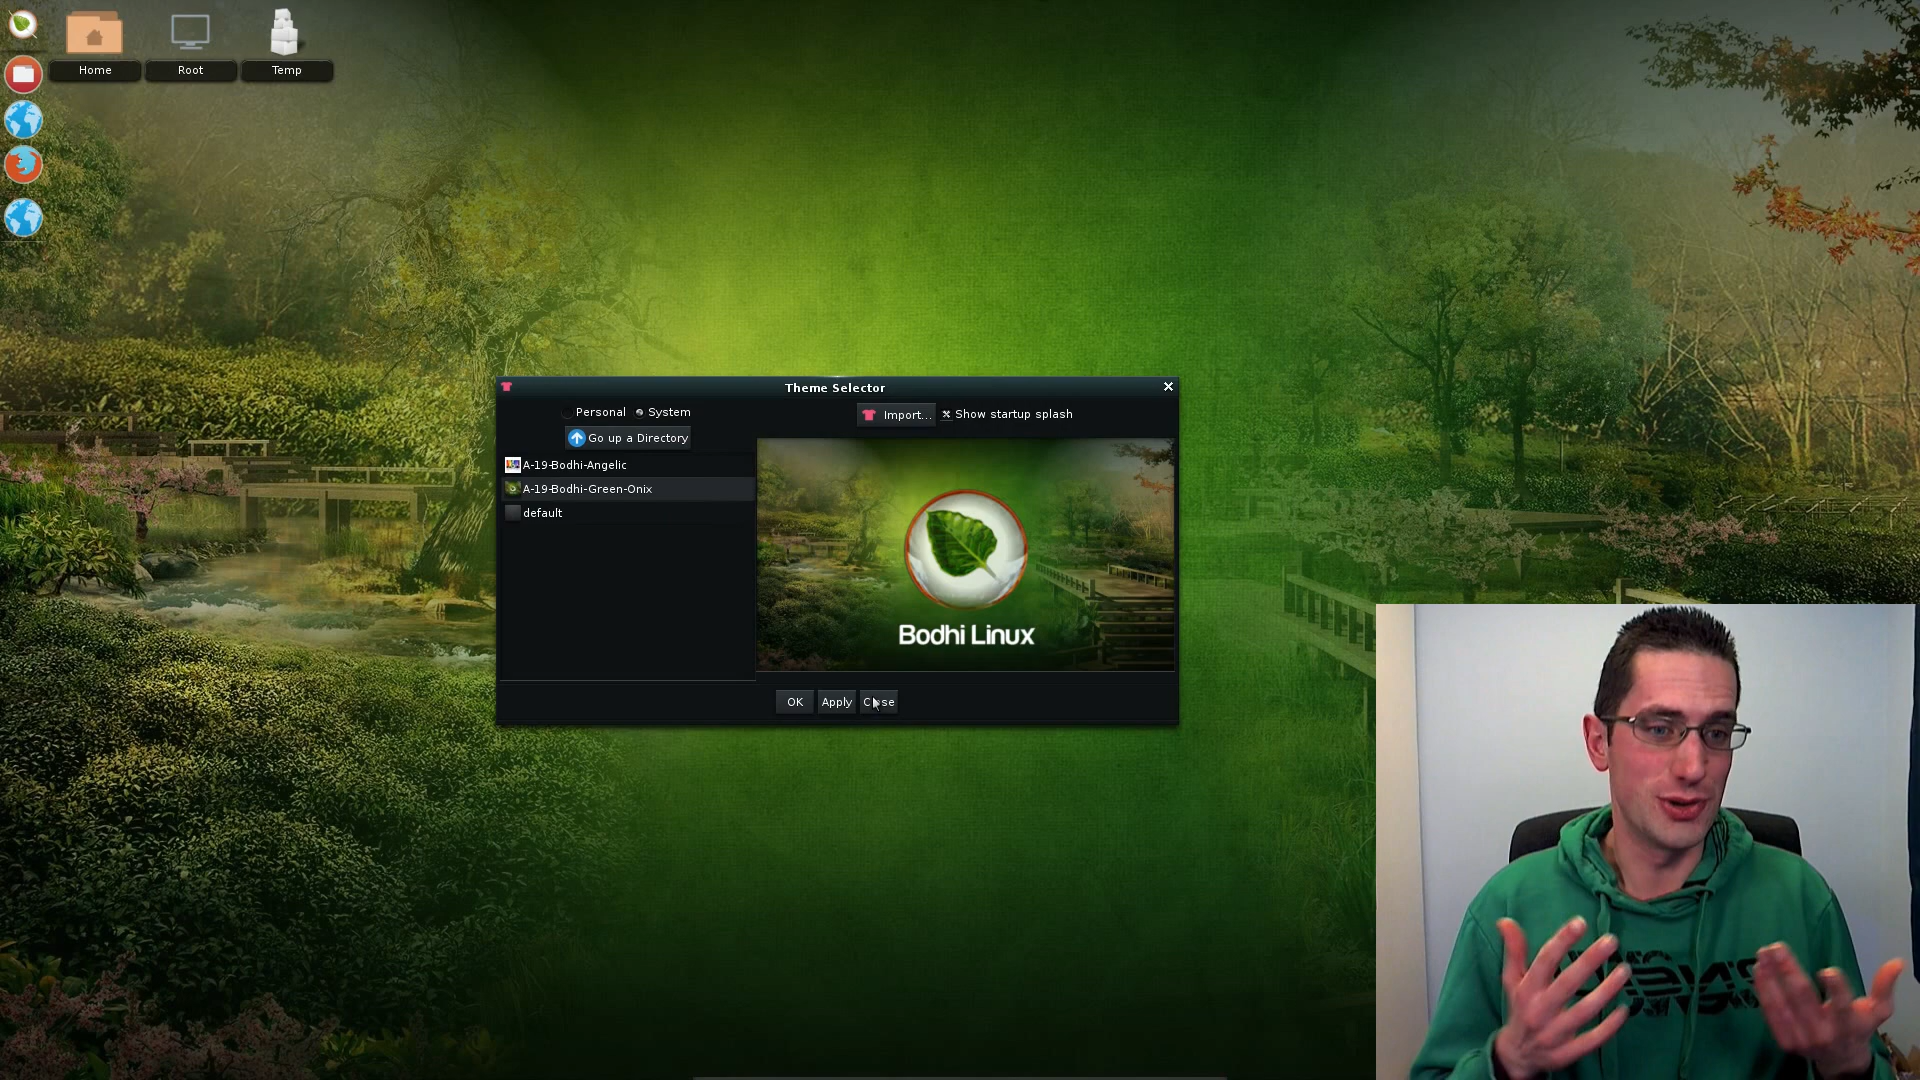 Home
Root
Temp
Theme Selector
Personal
System
Import...
Show startup splash
Go up a Directory
A-19-Bodhi-Angelic
A-19-Bodhi-Green-Onix
default
Bodhi Linux
OK
Apply